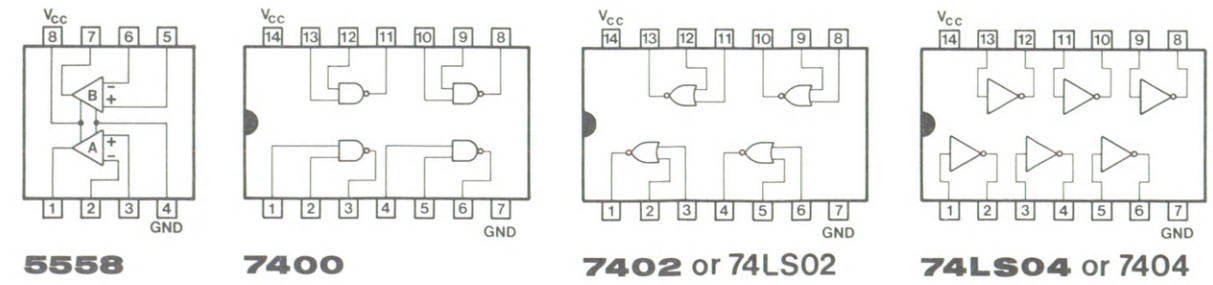 Vcc
8 7 6 5
B - +
A + -
1 2 3 4
GND
5558
Vcc
14 13 12 11 10 9 8
1 2 3 4 5 6 7
GND
7400
Vcc
14 13 12 11 10 9 8
1 2 3 4 5 6 7
GND
7402 or 74LS02
Vcc
14 13 12 11 10 9 8
1 2 3 4 5 6 7
GND
74LS04 or 7404